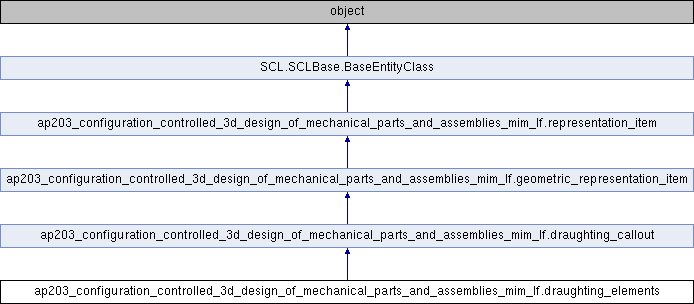 object
SCL.SCLBase.BaseEntityClass
ap203_configuration_controlled_3d_design_of_mechanical_parts_and_assemblies_mim_lf.representation_item
ap203_configuration_controlled_3d_design_of_mechanical_parts_and_assemblies_mim_lf.geometric_representation_item
ap203_configuration_controlled_3d_design_of_mechanical_parts_and_assemblies_mim_lf.draughting_callout
ap203_configuration_controlled_3d_design_of_mechanical_parts_and_assemblies_mim_lf.draughting_elements